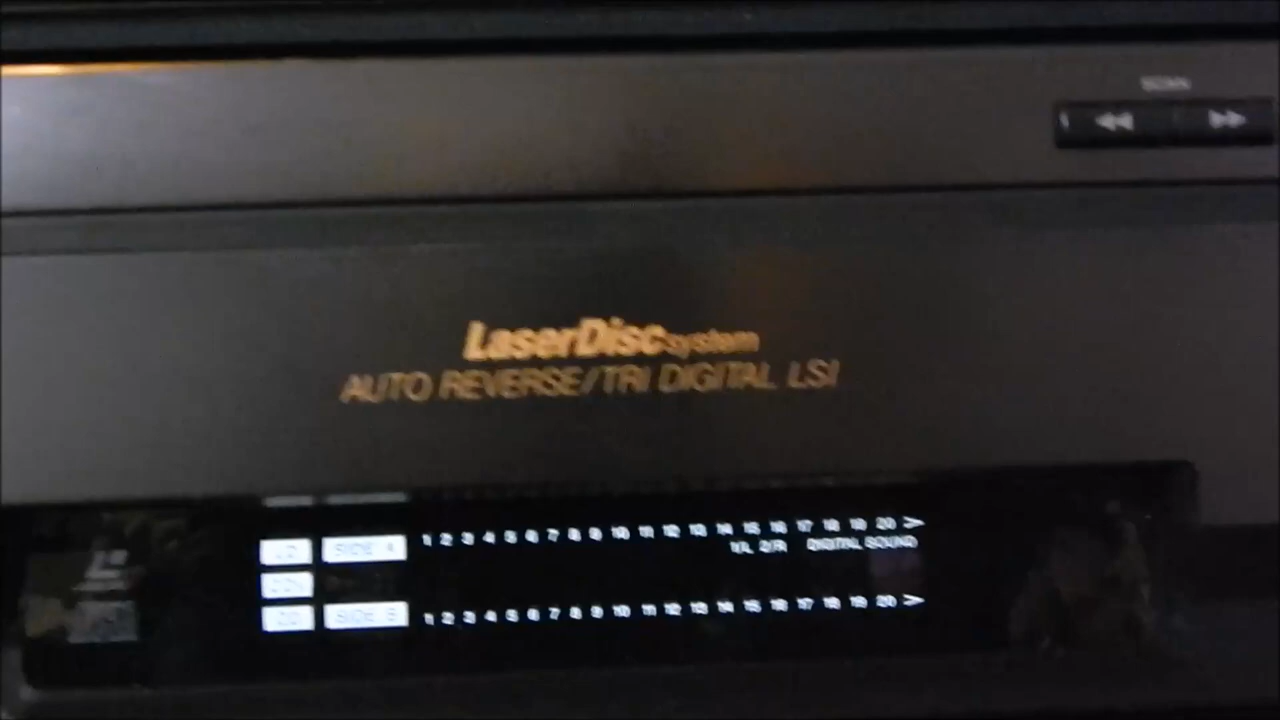 SCAN
LaserDisc system
AUTO REVERSE/TRI DIGITAL LSI
LD SIDE A 1 2 3 4 5 6 7 8 9 10 11 12 13 14 15 16 17 18 19 20 >
DIGITAL SOUND
CD SIDE B 1 2 3 4 5 6 7 8 9 10 11 12 13 14 15 16 17 18 19 20 >